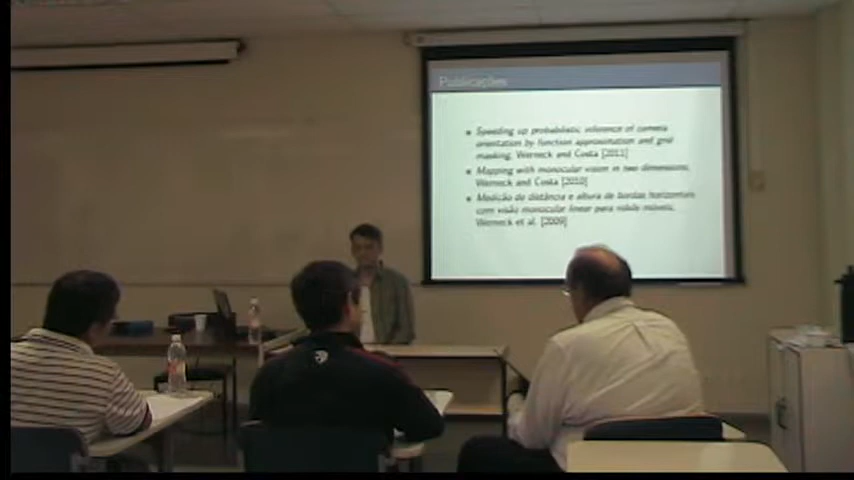 Publicações
Speeding up probabilistic inference of camera
orientation by function approximation and grid
masking, Werneck and Costa [2011]
Mapping with monocular vision in two dimensions,
Werneck and Costa [2010]
Medição de distância e altura de bordas horizontais
com visão monocular linear para robôs móveis,
Werneck et al. [2009]